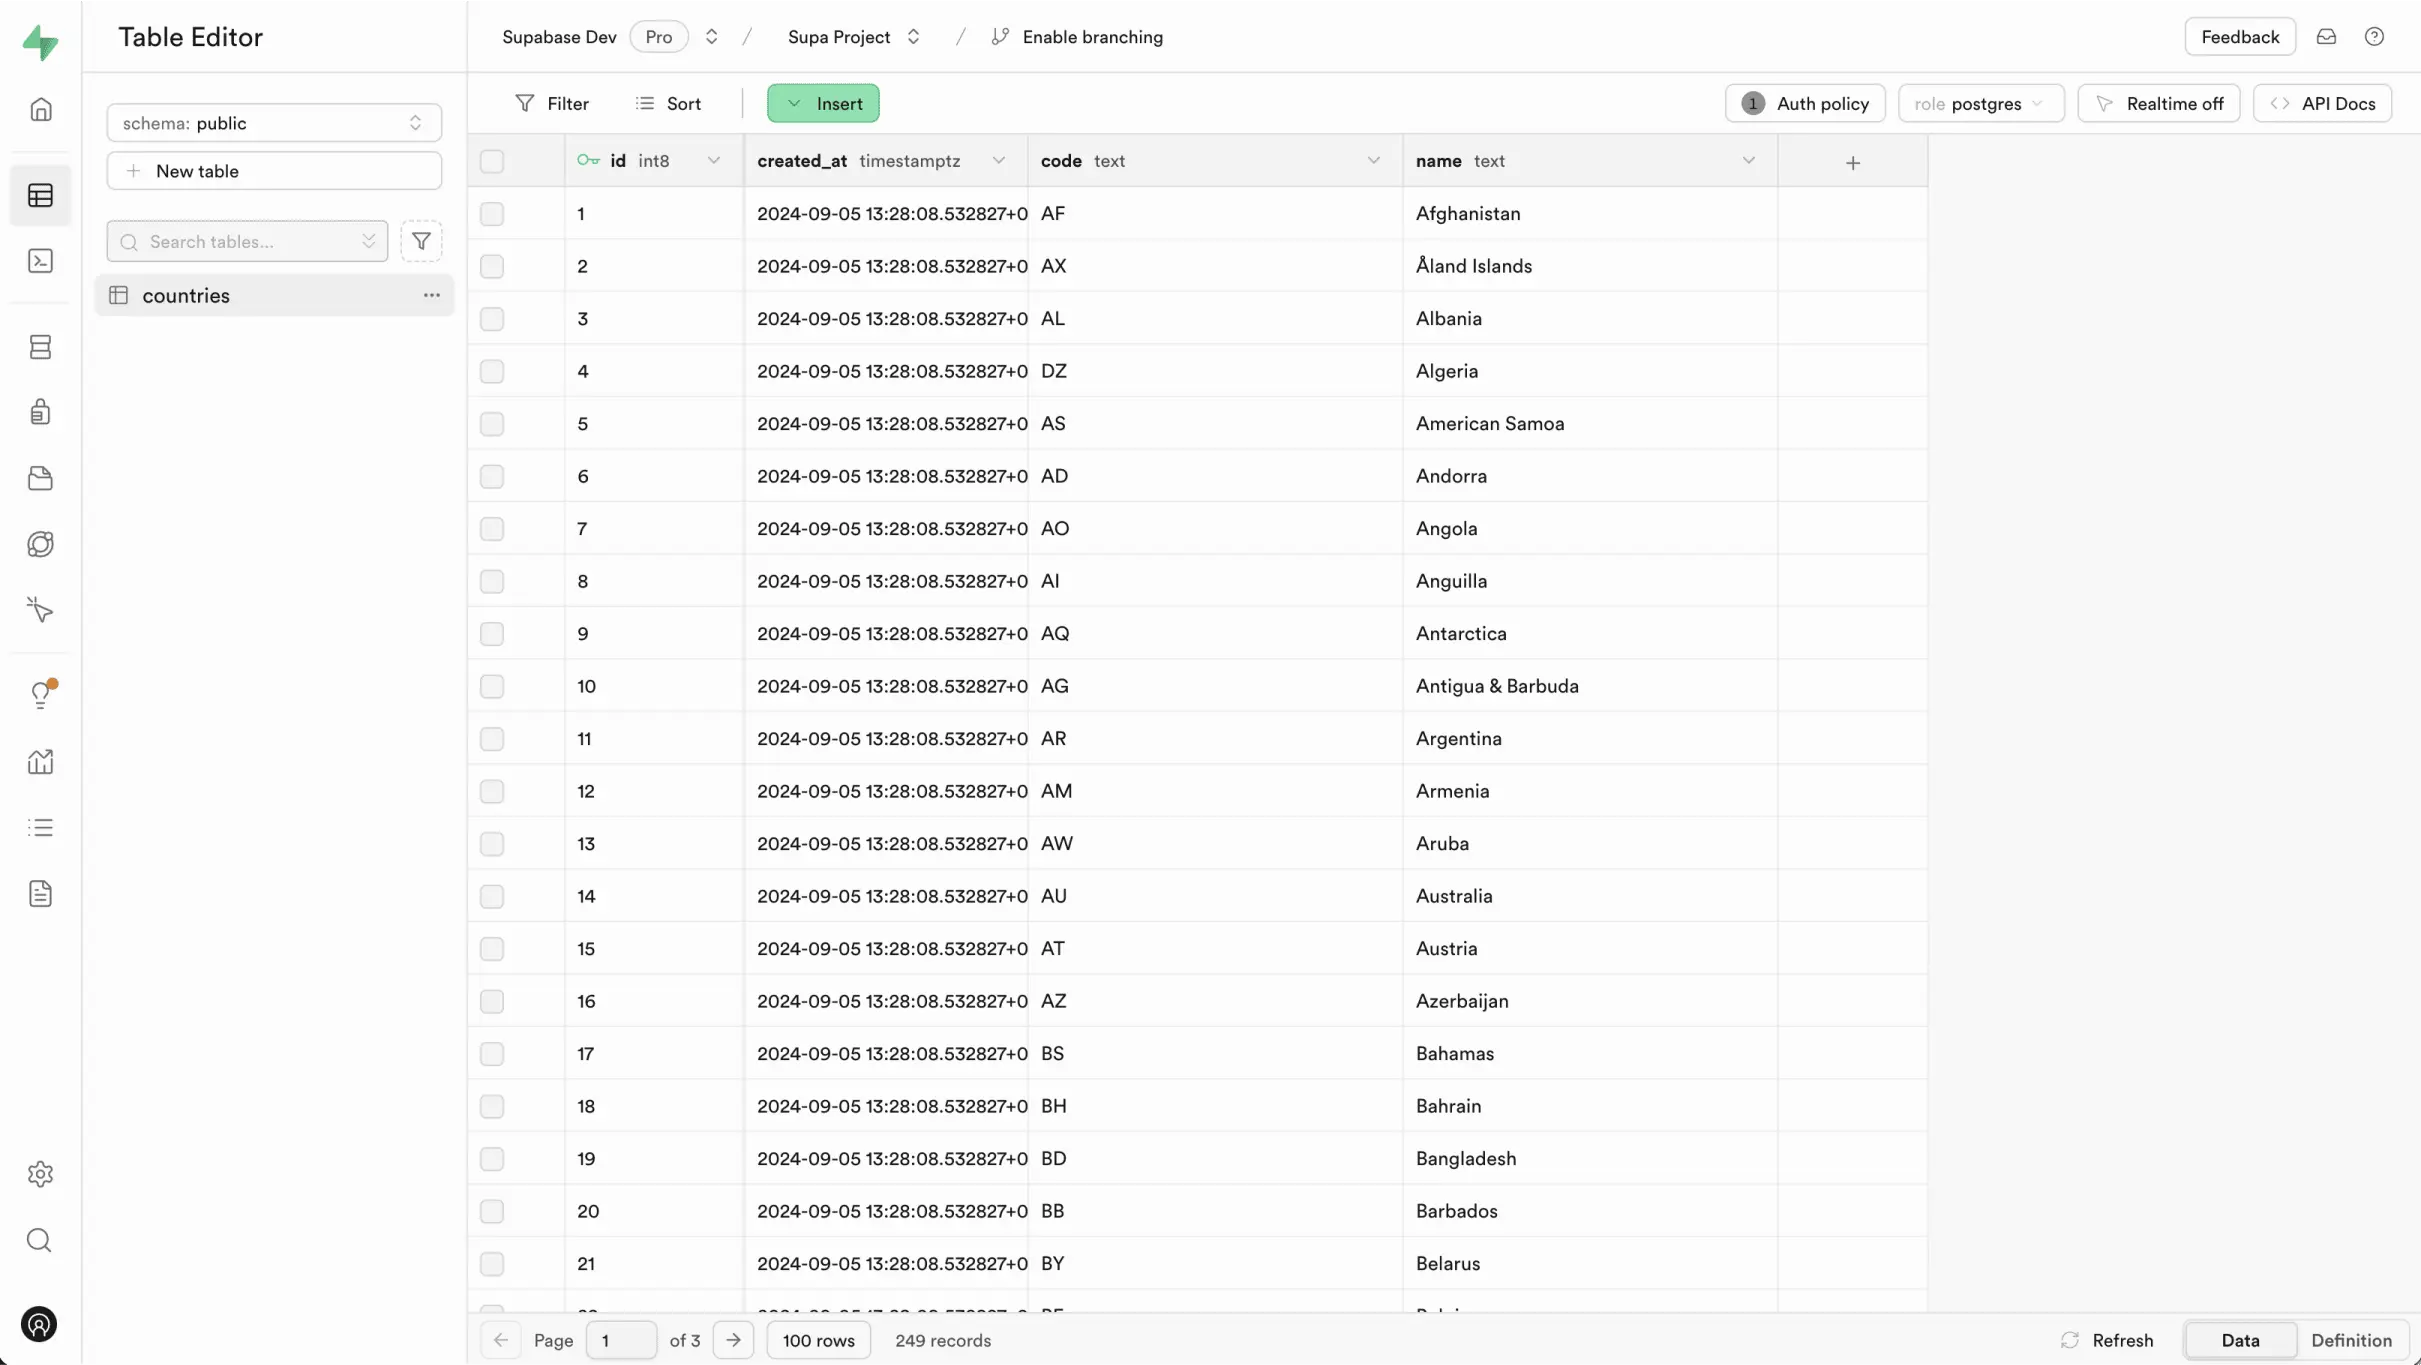 Table Editor
Supabase Dev Pro / Supa Project / Enable branching
Feedback
schema: public
New table
Search tables...
countries
Filter Sort Insert
1 Auth policy role postgres Realtime off API Docs
id int8 created_at timestamptz code text name text
1 2024-09-05 13:28:08.532827+0 AF Afghanistan
2 2024-09-05 13:28:08.532827+0 AX Åland Islands
3 2024-09-05 13:28:08.532827+0 AL Albania
4 2024-09-05 13:28:08.532827+0 DZ Algeria
5 2024-09-05 13:28:08.532827+0 AS American Samoa
6 2024-09-05 13:28:08.532827+0 AD Andorra
7 2024-09-05 13:28:08.532827+0 AO Angola
8 2024-09-05 13:28:08.532827+0 AI Anguilla
9 2024-09-05 13:28:08.532827+0 AQ Antarctica
10 2024-09-05 13:28:08.532827+0 AG Antigua & Barbuda
11 2024-09-05 13:28:08.532827+0 AR Argentina
12 2024-09-05 13:28:08.532827+0 AM Armenia
13 2024-09-05 13:28:08.532827+0 AW Aruba
14 2024-09-05 13:28:08.532827+0 AU Australia
15 2024-09-05 13:28:08.532827+0 AT Austria
16 2024-09-05 13:28:08.532827+0 AZ Azerbaijan
17 2024-09-05 13:28:08.532827+0 BS Bahamas
18 2024-09-05 13:28:08.532827+0 BH Bahrain
19 2024-09-05 13:28:08.532827+0 BD Bangladesh
20 2024-09-05 13:28:08.532827+0 BB Barbados
21 2024-09-05 13:28:08.532827+0 BY Belarus
Page 1 of 3 100 rows 249 records
Refresh Data Definition